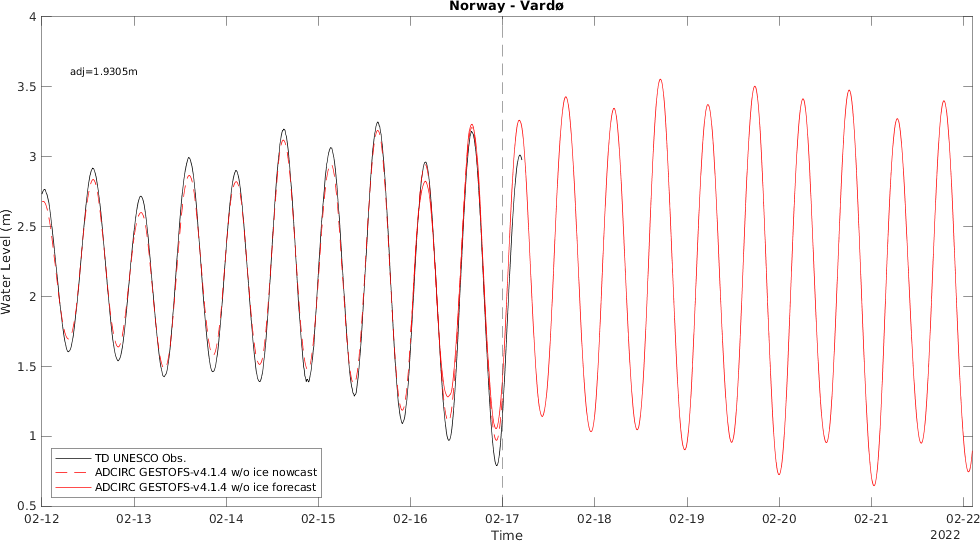 Norway - Vardø
4
adj=1.9305m
3.5
3
2.5
Water Level (m)
2
1.5
1
TD UNESCO Obs.
ADCIRC GESTOFS-v4.1.4 w/o ice nowcast
ADCIRC GESTOFS-v4.1.4 w/o ice forecast
0.5
02-12 02-13 02-14 02-15 02-16 02-17 02-18 02-19 02-20 02-21 02-22
Time 2022